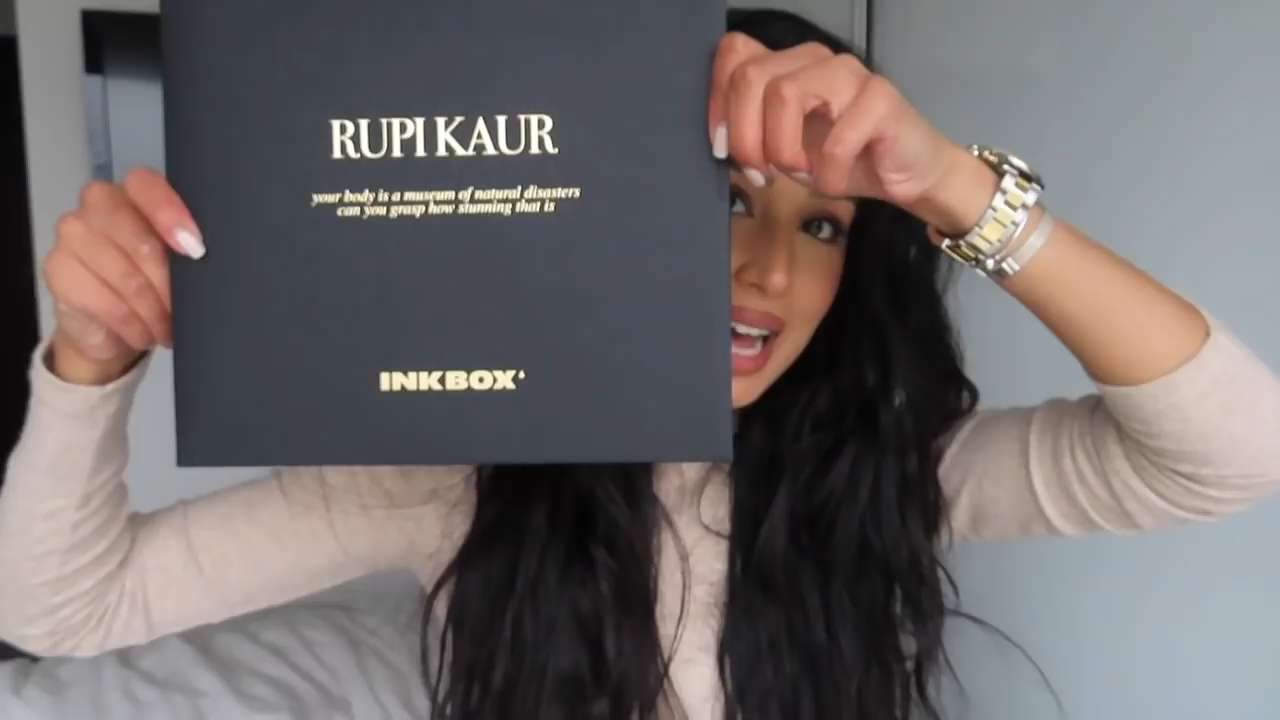 RUPI KAUR
your body is a museum of natural disasters
can you grasp how stunning that is
INKBOX